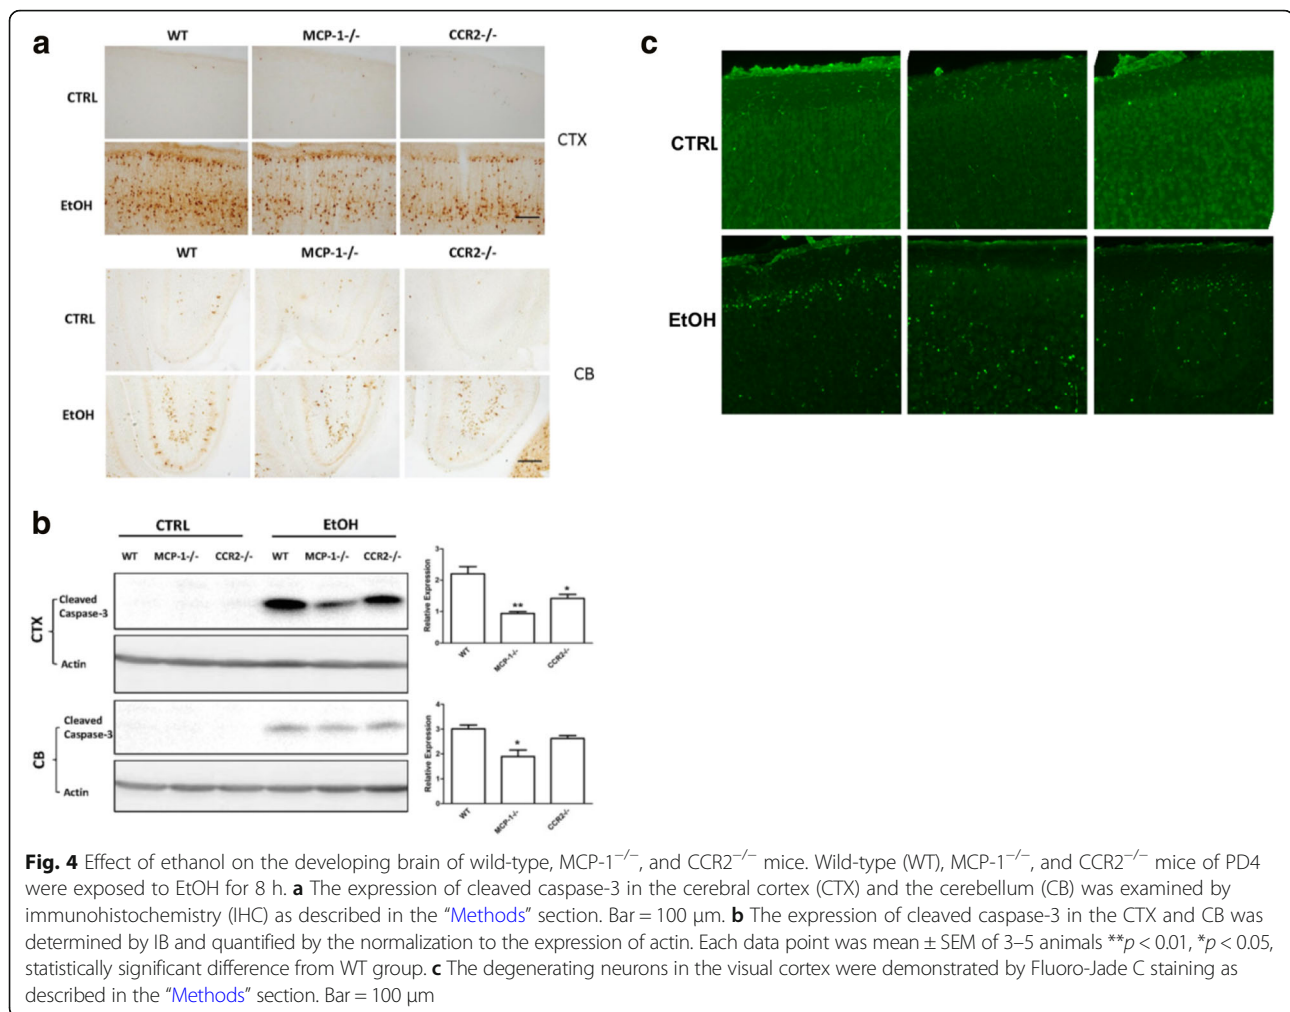 a
WT MCP-1-/- CCR2-/-
CTRL
CTX
EtOH
WT MCP-1-/- CCR2-/-
CTRL
CB
EtOH
c
CTRL
EtOH
b
CTRL EtOH
WT MCP-1-/- CCR2-/- WT MCP-1-/- CCR2-/-
CTX
Cleaved
Caspase-3
Actin
CB
Cleaved
Caspase-3
Actin
Relative Expression
3
2
1
0
**
*
WT MCP-1-/- CCR2-/-
Relative Expression
4
3
2
1
0
*
WT MCP-1-/- CCR2-/-
Fig. 4 Effect of ethanol on the developing brain of wild-type, MCP-1−/−, and CCR2−/− mice. Wild-type (WT), MCP-1−/−, and CCR2−/− mice of PD4
were exposed to EtOH for 8 h. a The expression of cleaved caspase-3 in the cerebral cortex (CTX) and the cerebellum (CB) was examined by
immunohistochemistry (IHC) as described in the “Methods” section. Bar = 100 μm. b The expression of cleaved caspase-3 in the CTX and CB was
determined by IB and quantified by the normalization to the expression of actin. Each data point was mean ± SEM of 3–5 animals **p < 0.01, *p < 0.05,
statistically significant difference from WT group. c The degenerating neurons in the visual cortex were demonstrated by Fluoro-Jade C staining as
described in the “Methods” section. Bar = 100 μm